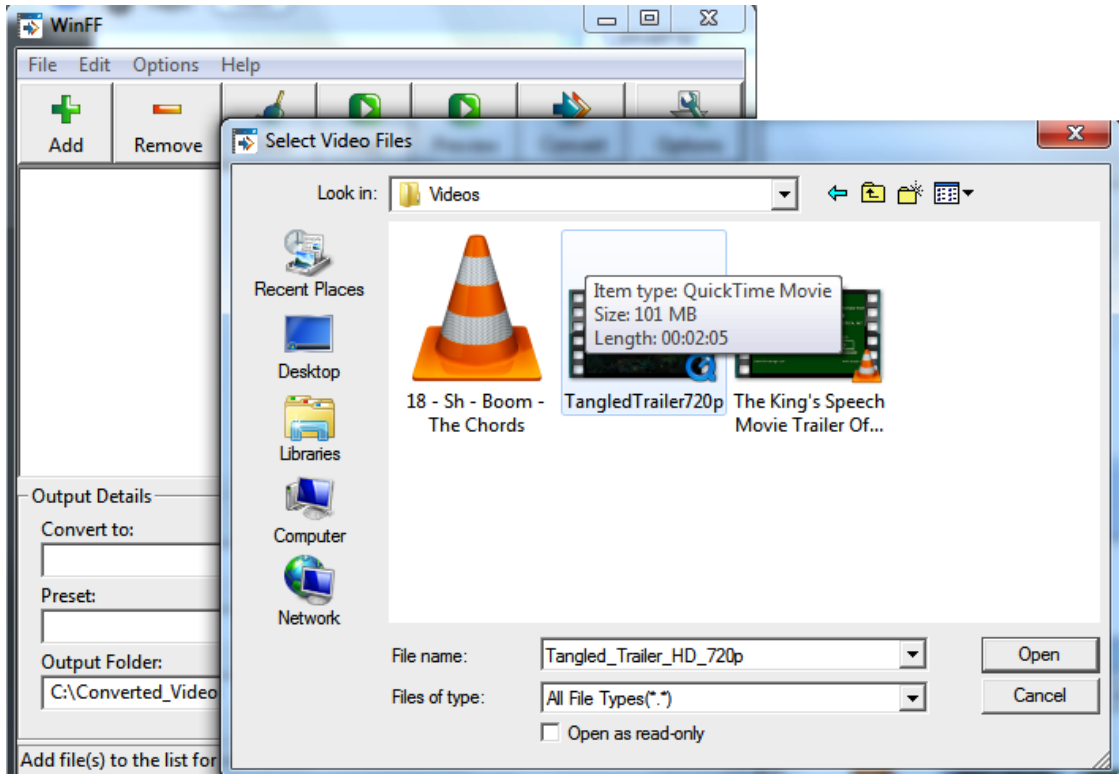 WinFF
File Edit Options Help
Add Remove
Select Video Files
Look in: Videos
Recent Places
Desktop
Libraries
Computer
Network
Item type: QuickTime Movie
Size: 101 MB
Length: 00:02:05
18 - Sh - Boom - The Chords
TangledTrailer720p
The King's Speech
Movie Trailer Of...
Output Details
Convert to:
Preset:
Output Folder:
C:\Converted_Video
File name: Tangled_Trailer_HD_720p Open
Files of type: All File Types(*.*) Cancel
Open as read-only
Add file(s) to the list for